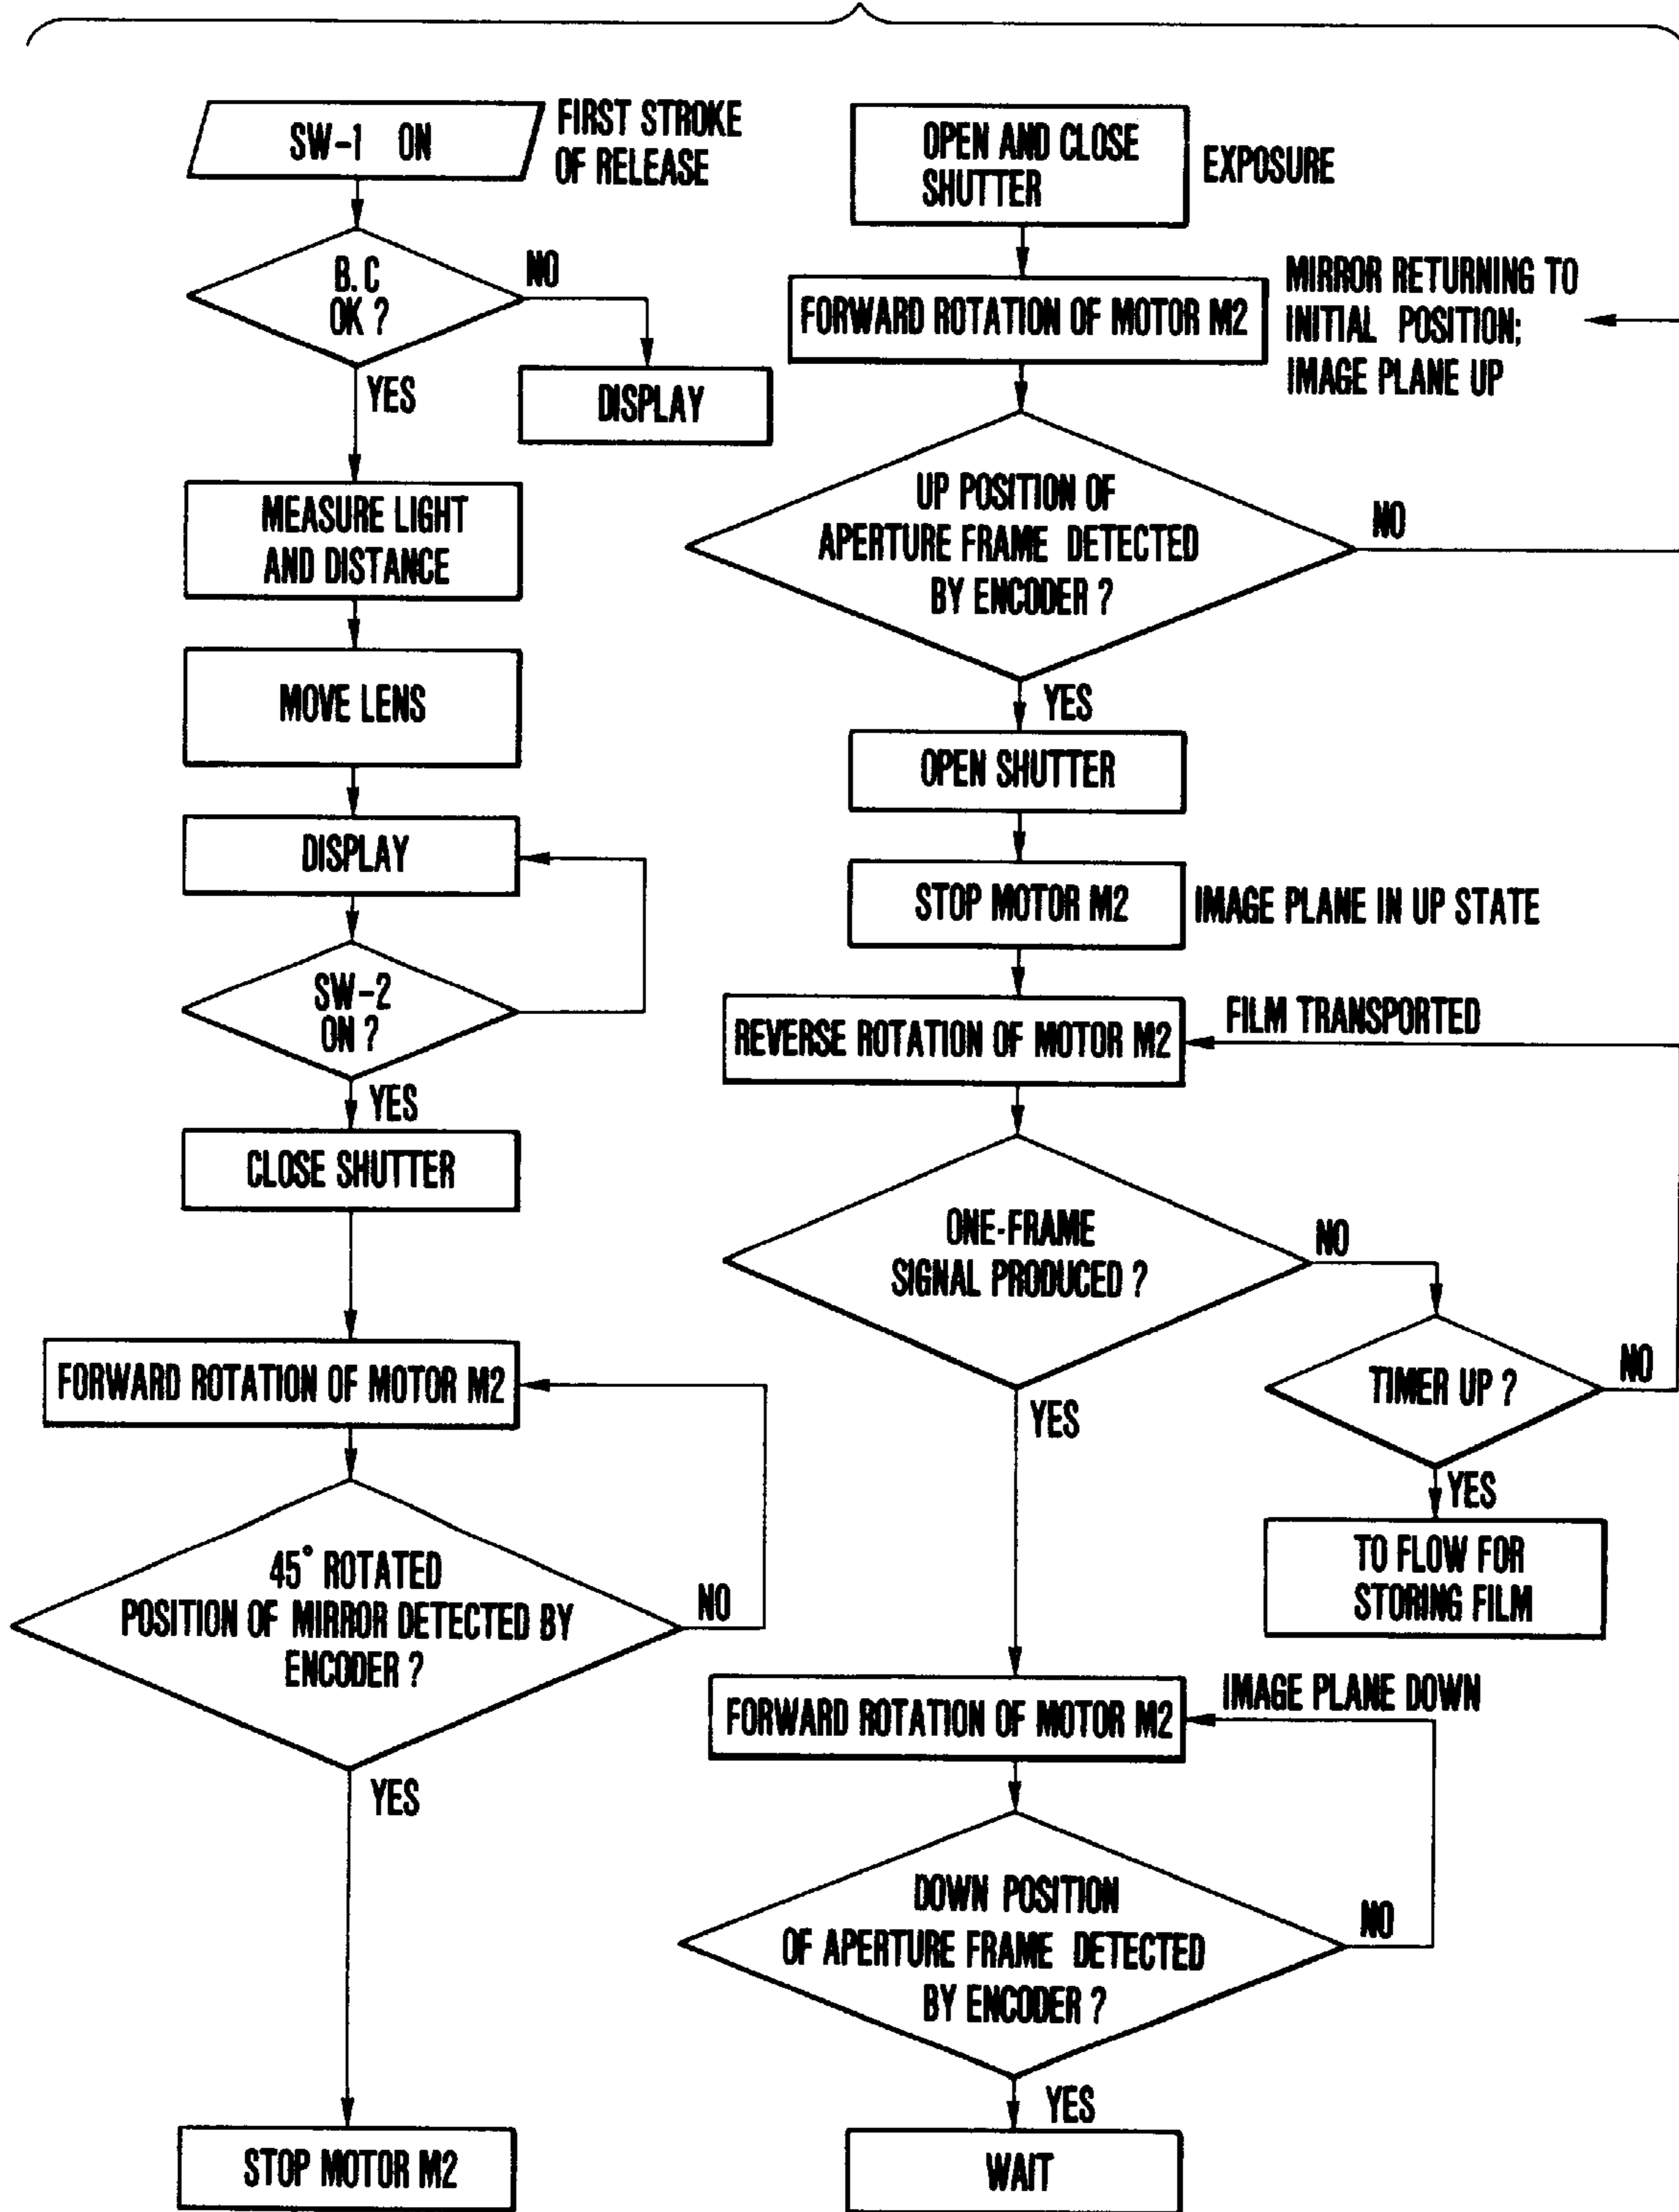 SW-1 ON
FIRST STROKE
OF RELEASE
B.C
OK ?
NO
DISPLAY
YES
MEASURE LIGHT
AND DISTANCE
MOVE LENS
DISPLAY
SW-2
ON ?
YES
CLOSE SHUTTER
FORWARD ROTATION OF MOTOR M2
45° ROTATED
POSITION OF MIRROR DETECTED BY
ENCODER ?
NO
YES
STOP MOTOR M2
OPEN AND CLOSE
SHUTTER
EXPOSURE
FORWARD ROTATION OF MOTOR M2
MIRROR RETURNING TO
INITIAL POSITION;
IMAGE PLANE UP
UP POSITION OF
APERTURE FRAME DETECTED
BY ENCODER ?
NO
YES
OPEN SHUTTER
STOP MOTOR M2
IMAGE PLANE IN UP STATE
REVERSE ROTATION OF MOTOR M2
FILM TRANSPORTED
ONE-FRAME
SIGNAL PRODUCED ?
NO
TIMER UP ?
NO
YES
TO FLOW FOR
STORING FILM
YES
FORWARD ROTATION OF MOTOR M2
IMAGE PLANE DOWN
DOWN POSITION
OF APERTURE FRAME DETECTED
BY ENCODER ?
NO
YES
WAIT